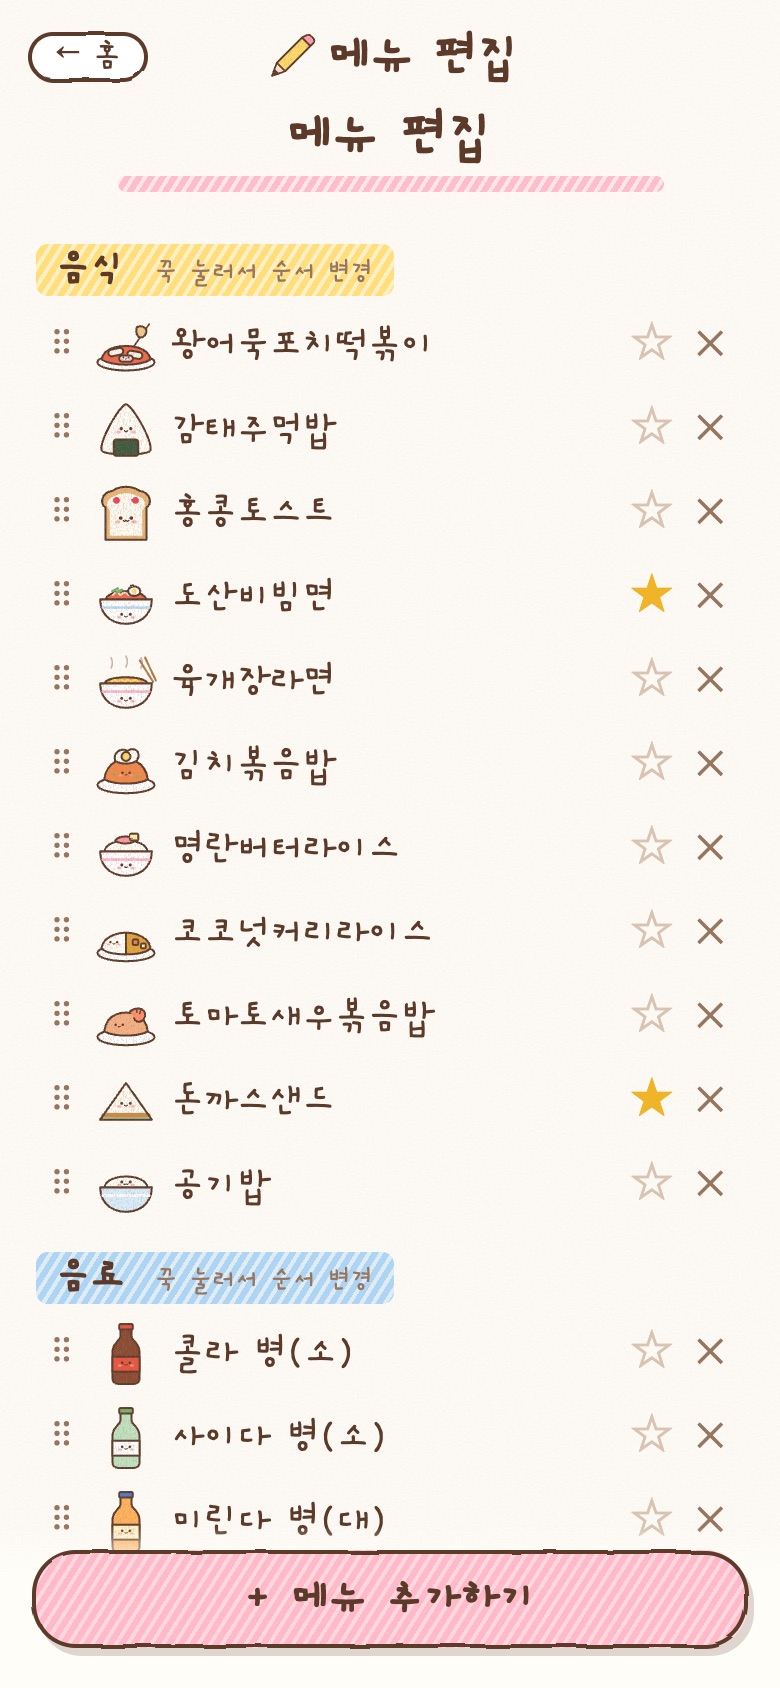 ← 홈
메뉴 편집
메뉴 편집
음식 꾹 눌러서 순서 변경
왕어묵포치떡볶이
감태주먹밥
홍콩토스트
도산비빔면
육개장라면
김치볶음밥
명란버터라이스
코코넛커리라이스
토마토새우볶음밥
돈까스샌드
공기밥
음료 꾹 눌러서 순서 변경
콜라 병(소)
사이다 병(소)
미린다 병(대)
+ 메뉴 추가하기